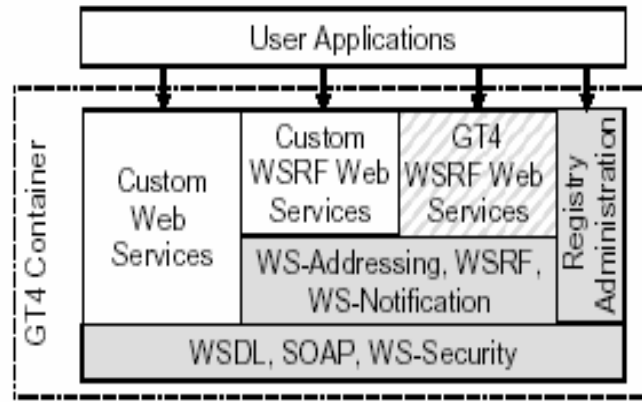 User Applications
GT4 Container
Custom
Web
Services
Custom
WSRF Web
Services
GT4
WSRF Web
Services
Registry
Administration
WS-Addressing, WSRF,
WS-Notification
WSDL, SOAP, WS-Security